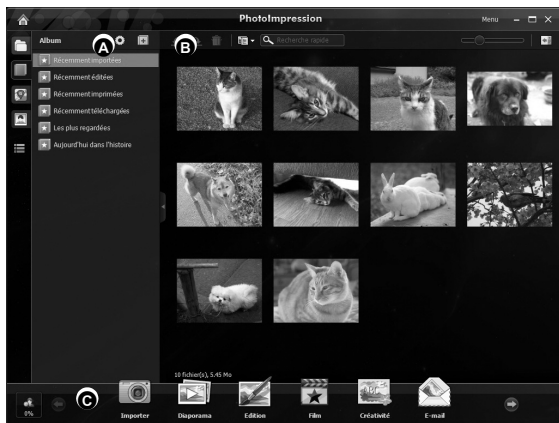 PhotoImpression
Menu
Album
A
B
Recherche rapide
Récemment importées
Récemment éditées
Récemment imprimées
Récemment téléchargées
Les plus regardées
Aujourd'hui dans l'histoire
10 fichier(s), 5.45 Mo
C
0%
Importer
Diaporama
Edition
Film
Créativité
E-mail